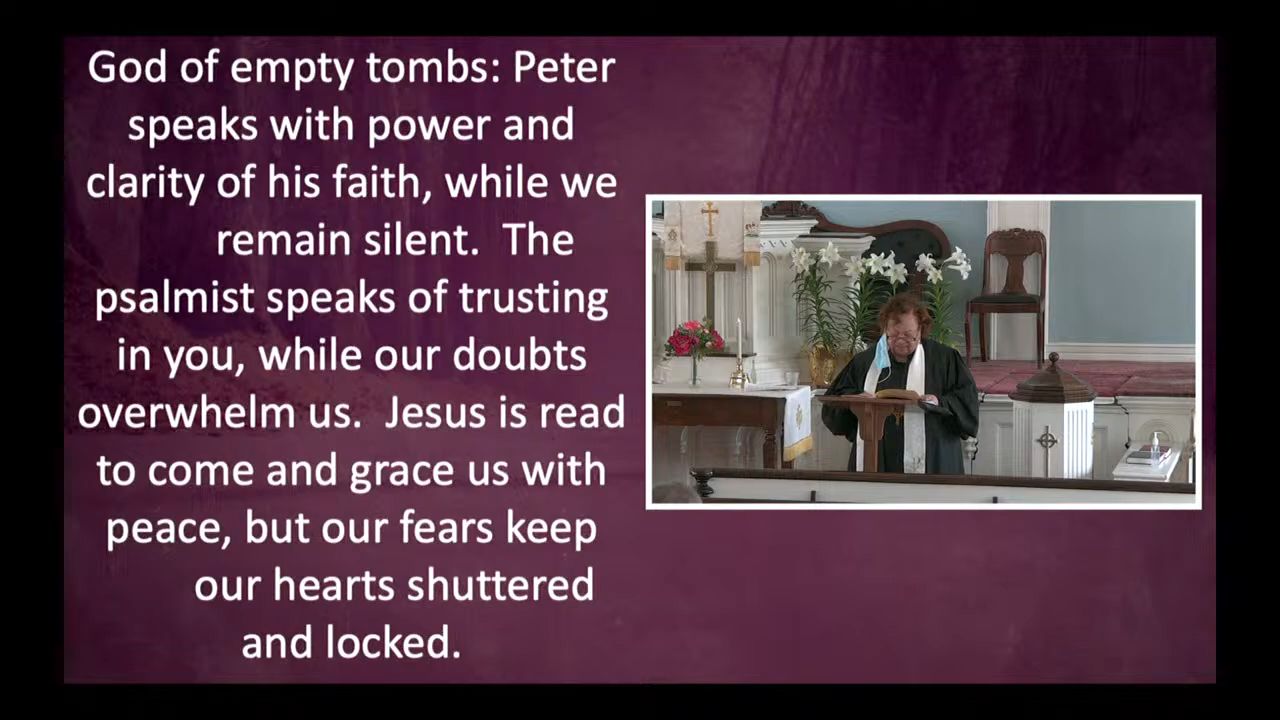 God of empty tombs: Peter
speaks with power and
clarity of his faith, while we
remain silent.  The
psalmist speaks of trusting
in you, while our doubts
overwhelm us.  Jesus is read
to come and grace us with
peace, but our fears keep
our hearts shuttered
and locked.